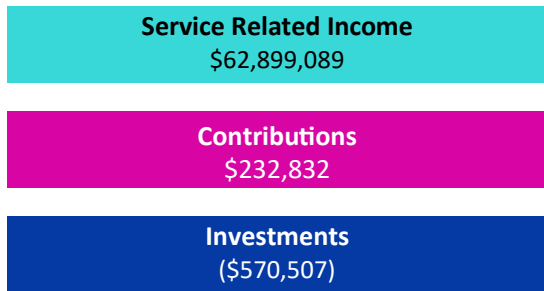 Service Related Income
$62,899,089
Contributions
$232,832
Investments
($570,507)